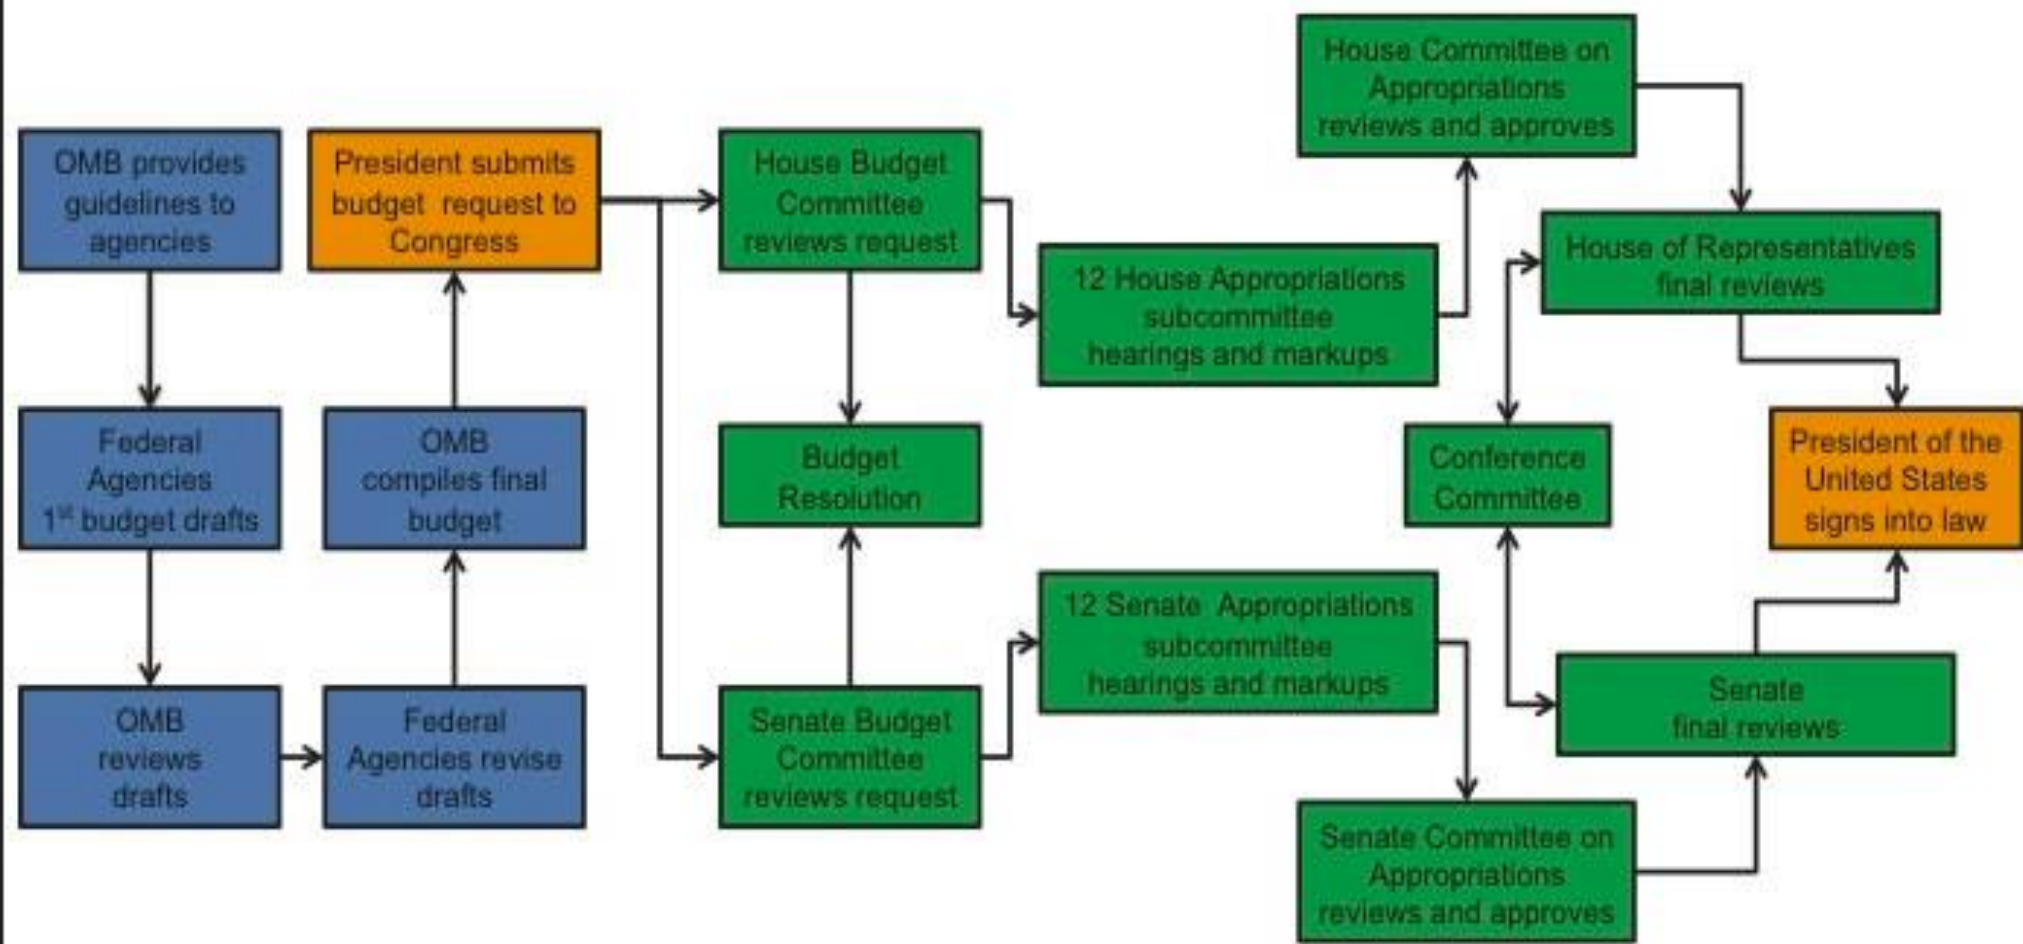 OMB provides
guidelines to
agencies
Federal
Agencies
1st budget drafts
OMB
reviews
drafts
Federal
Agencies revise
drafts
OMB
compiles final
budget
President submits
budget request to
Congress
House Budget
Committee
reviews request
Budget
Resolution
Senate Budget
Committee
reviews request
12 House Appropriations
subcommittee
hearings and markups
12 Senate Appropriations
subcommittee
hearings and markups
House Committee on
Appropriations
reviews and approves
House of Representatives
final reviews
Conference
Committee
Senate Committee on
Appropriations
reviews and approves
Senate
final reviews
President of the
United States
signs into law